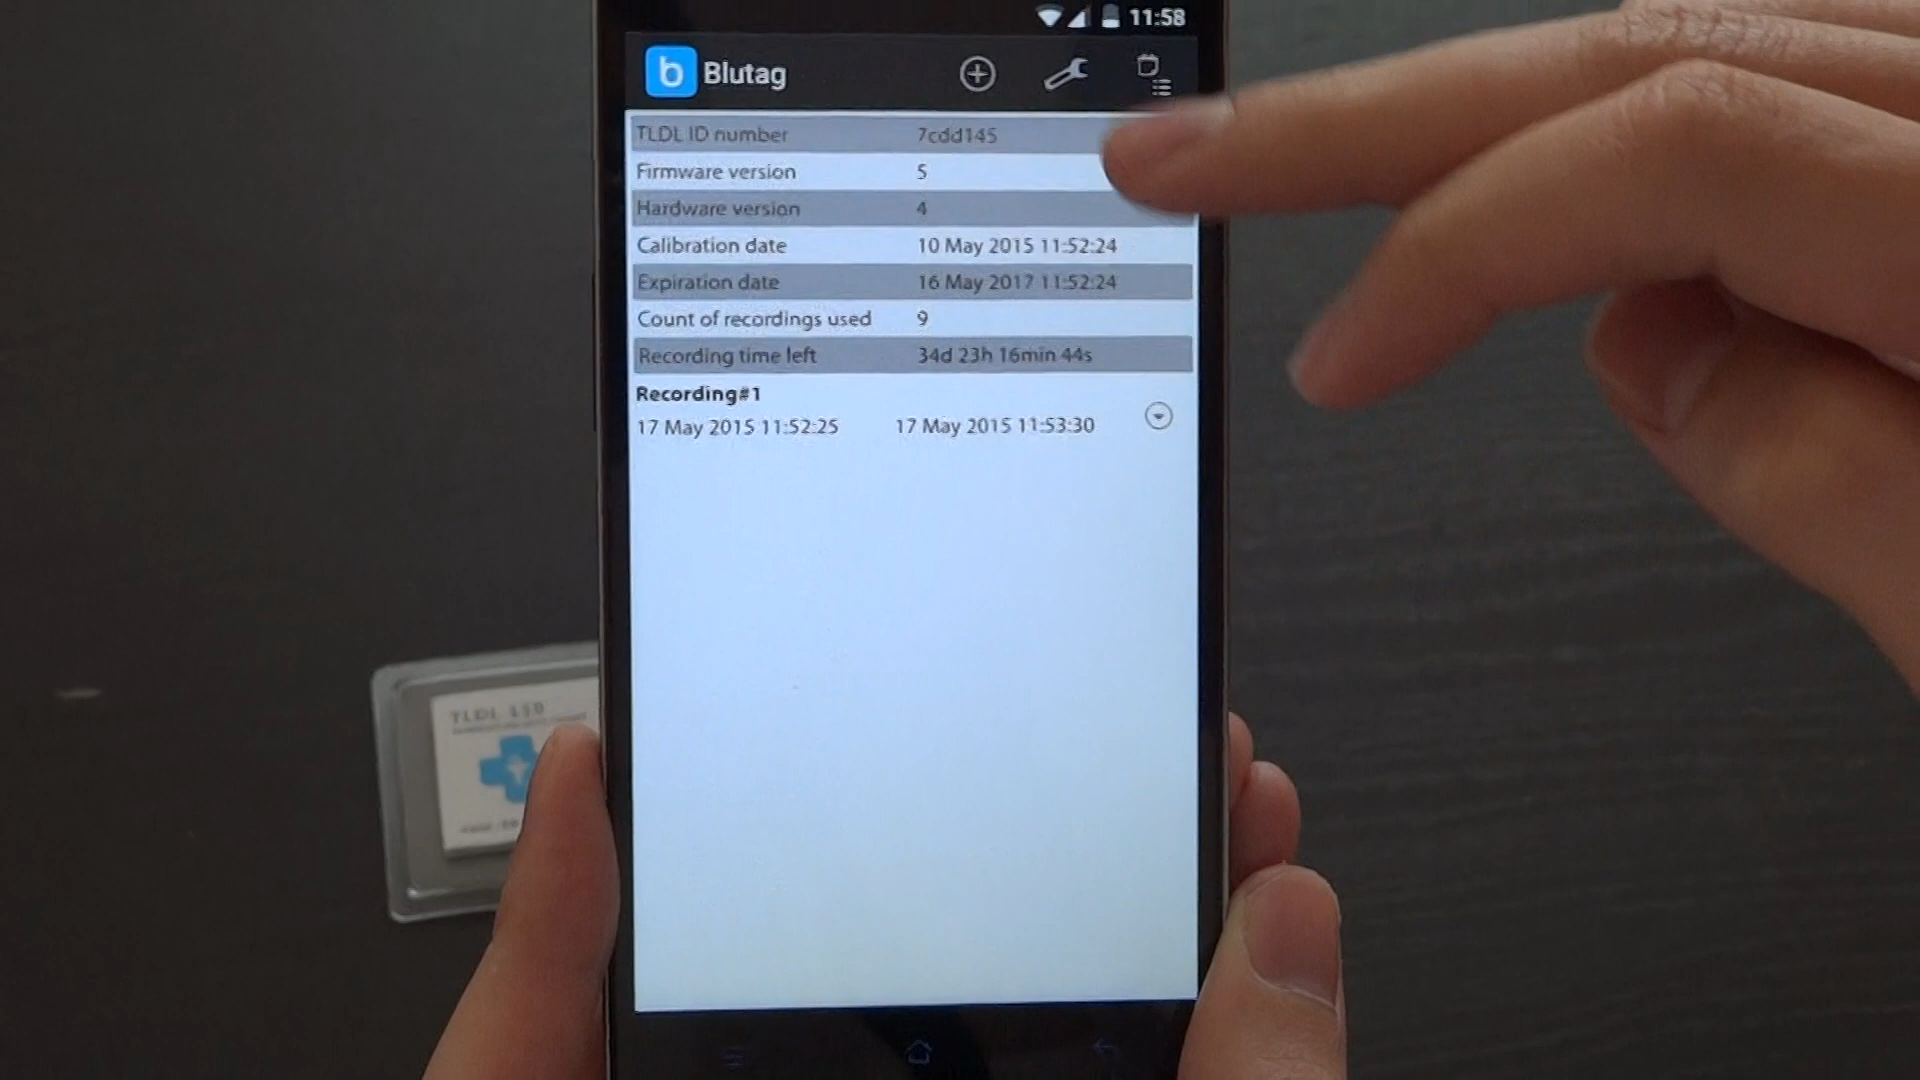 11:58
b Blutag
TLDL ID number 7cdd145
Firmware version 5
Hardware version 4
Calibration date 10 May 2015 11:52:24
Expiration date 16 May 2017 11:52:24
Count of recordings used 9
Recording time left 34d 23h 16min 44s
Recording#1
17 May 2015 11:52:25 17 May 2015 11:53:30
TLDL